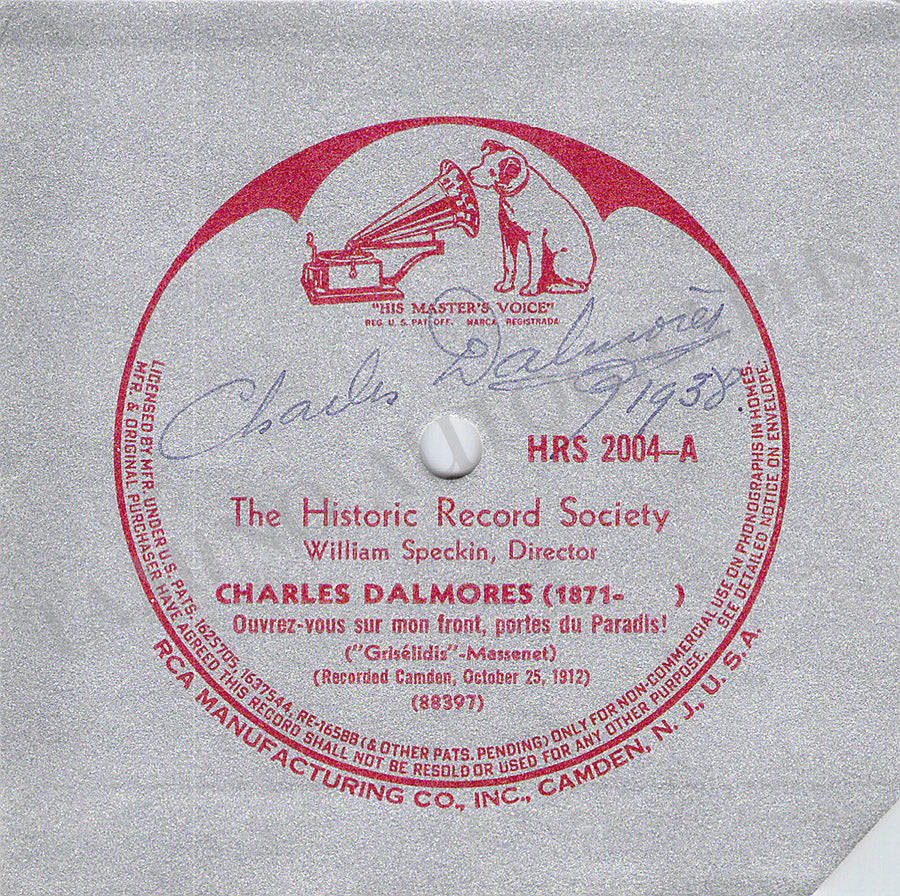 "HIS MASTER'S VOICE"
REG. U. S. PAT. OFF. MARCA REGISTRADA
Charles Dalmorès
1938.
HRS 2004-A
The Historic Record Society
William Speckin, Director
CHARLES DALMORES (1871- )
Ouvrez-vous sur mon front, portes du Paradis!
("Grisélidis"-Massenet)
(Recorded Camden, October 25, 1912)
(88397)
LICENSED BY MFR. UNDER U.S. PATS. 1625705, 1637544, RE-16588 (& OTHER PATS. PENDING) ONLY FOR NON-COMMERCIAL USE ON PHONOGRAPHS IN HOMES.
MFR. & ORIGINAL PURCHASER HAVE AGREED THIS RECORD SHALL NOT BE RESOLD OR USED FOR ANY OTHER PURPOSE. SEE DETAILED NOTICE ON ENVELOPE.
RCA MANUFACTURING CO., INC., CAMDEN, N. J., U. S. A.